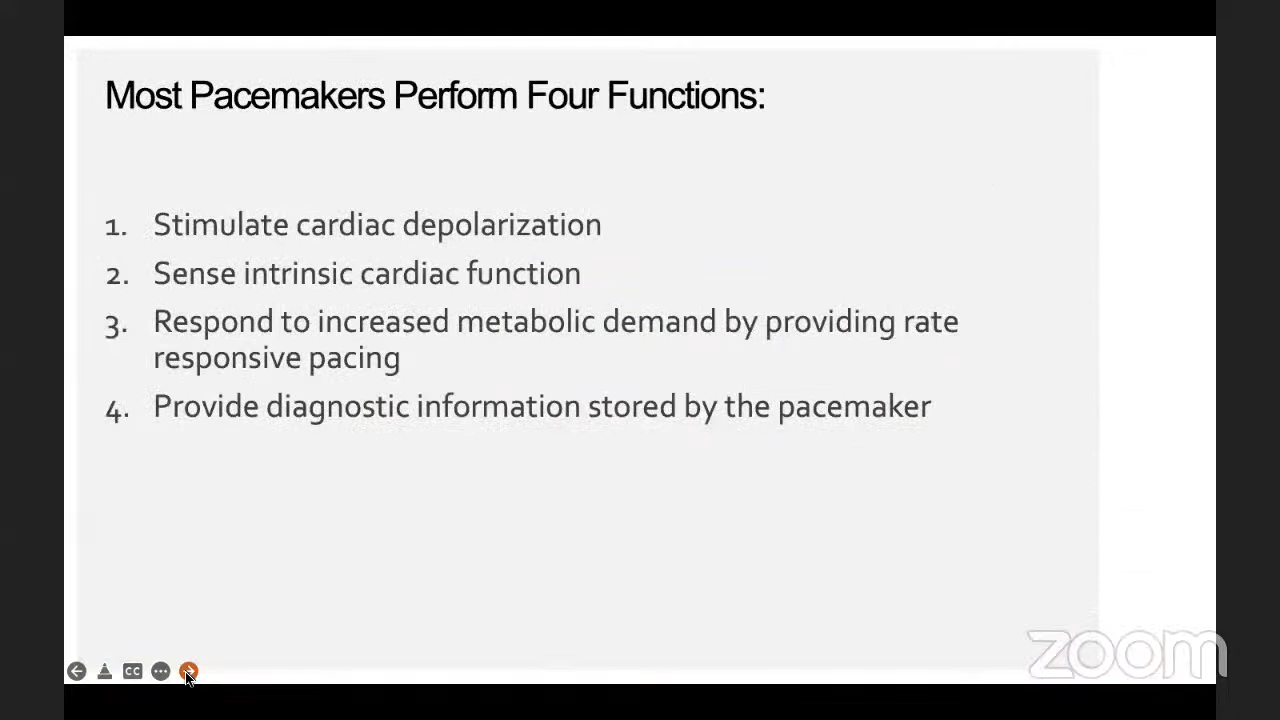 Most Pacemakers Perform Four Functions:
1. Stimulate cardiac depolarization
2. Sense intrinsic cardiac function
3. Respond to increased metabolic demand by providing rate
responsive pacing
4. Provide diagnostic information stored by the pacemaker
CC
zoom